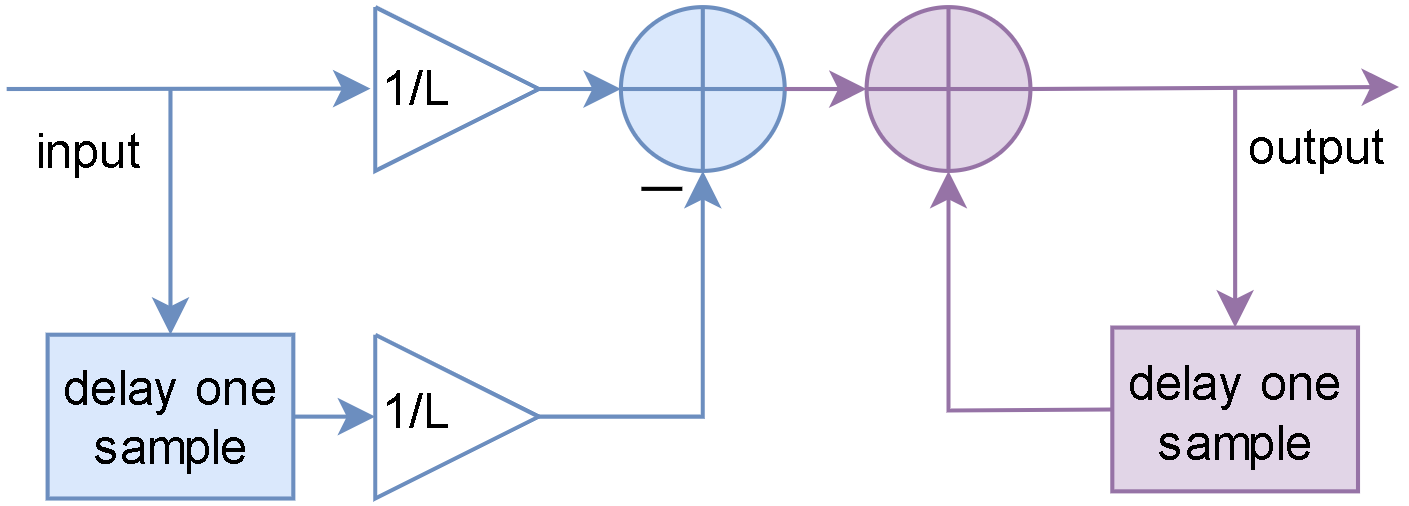 1/L
input
output
—
delay one
sample
1/L
delay one
sample